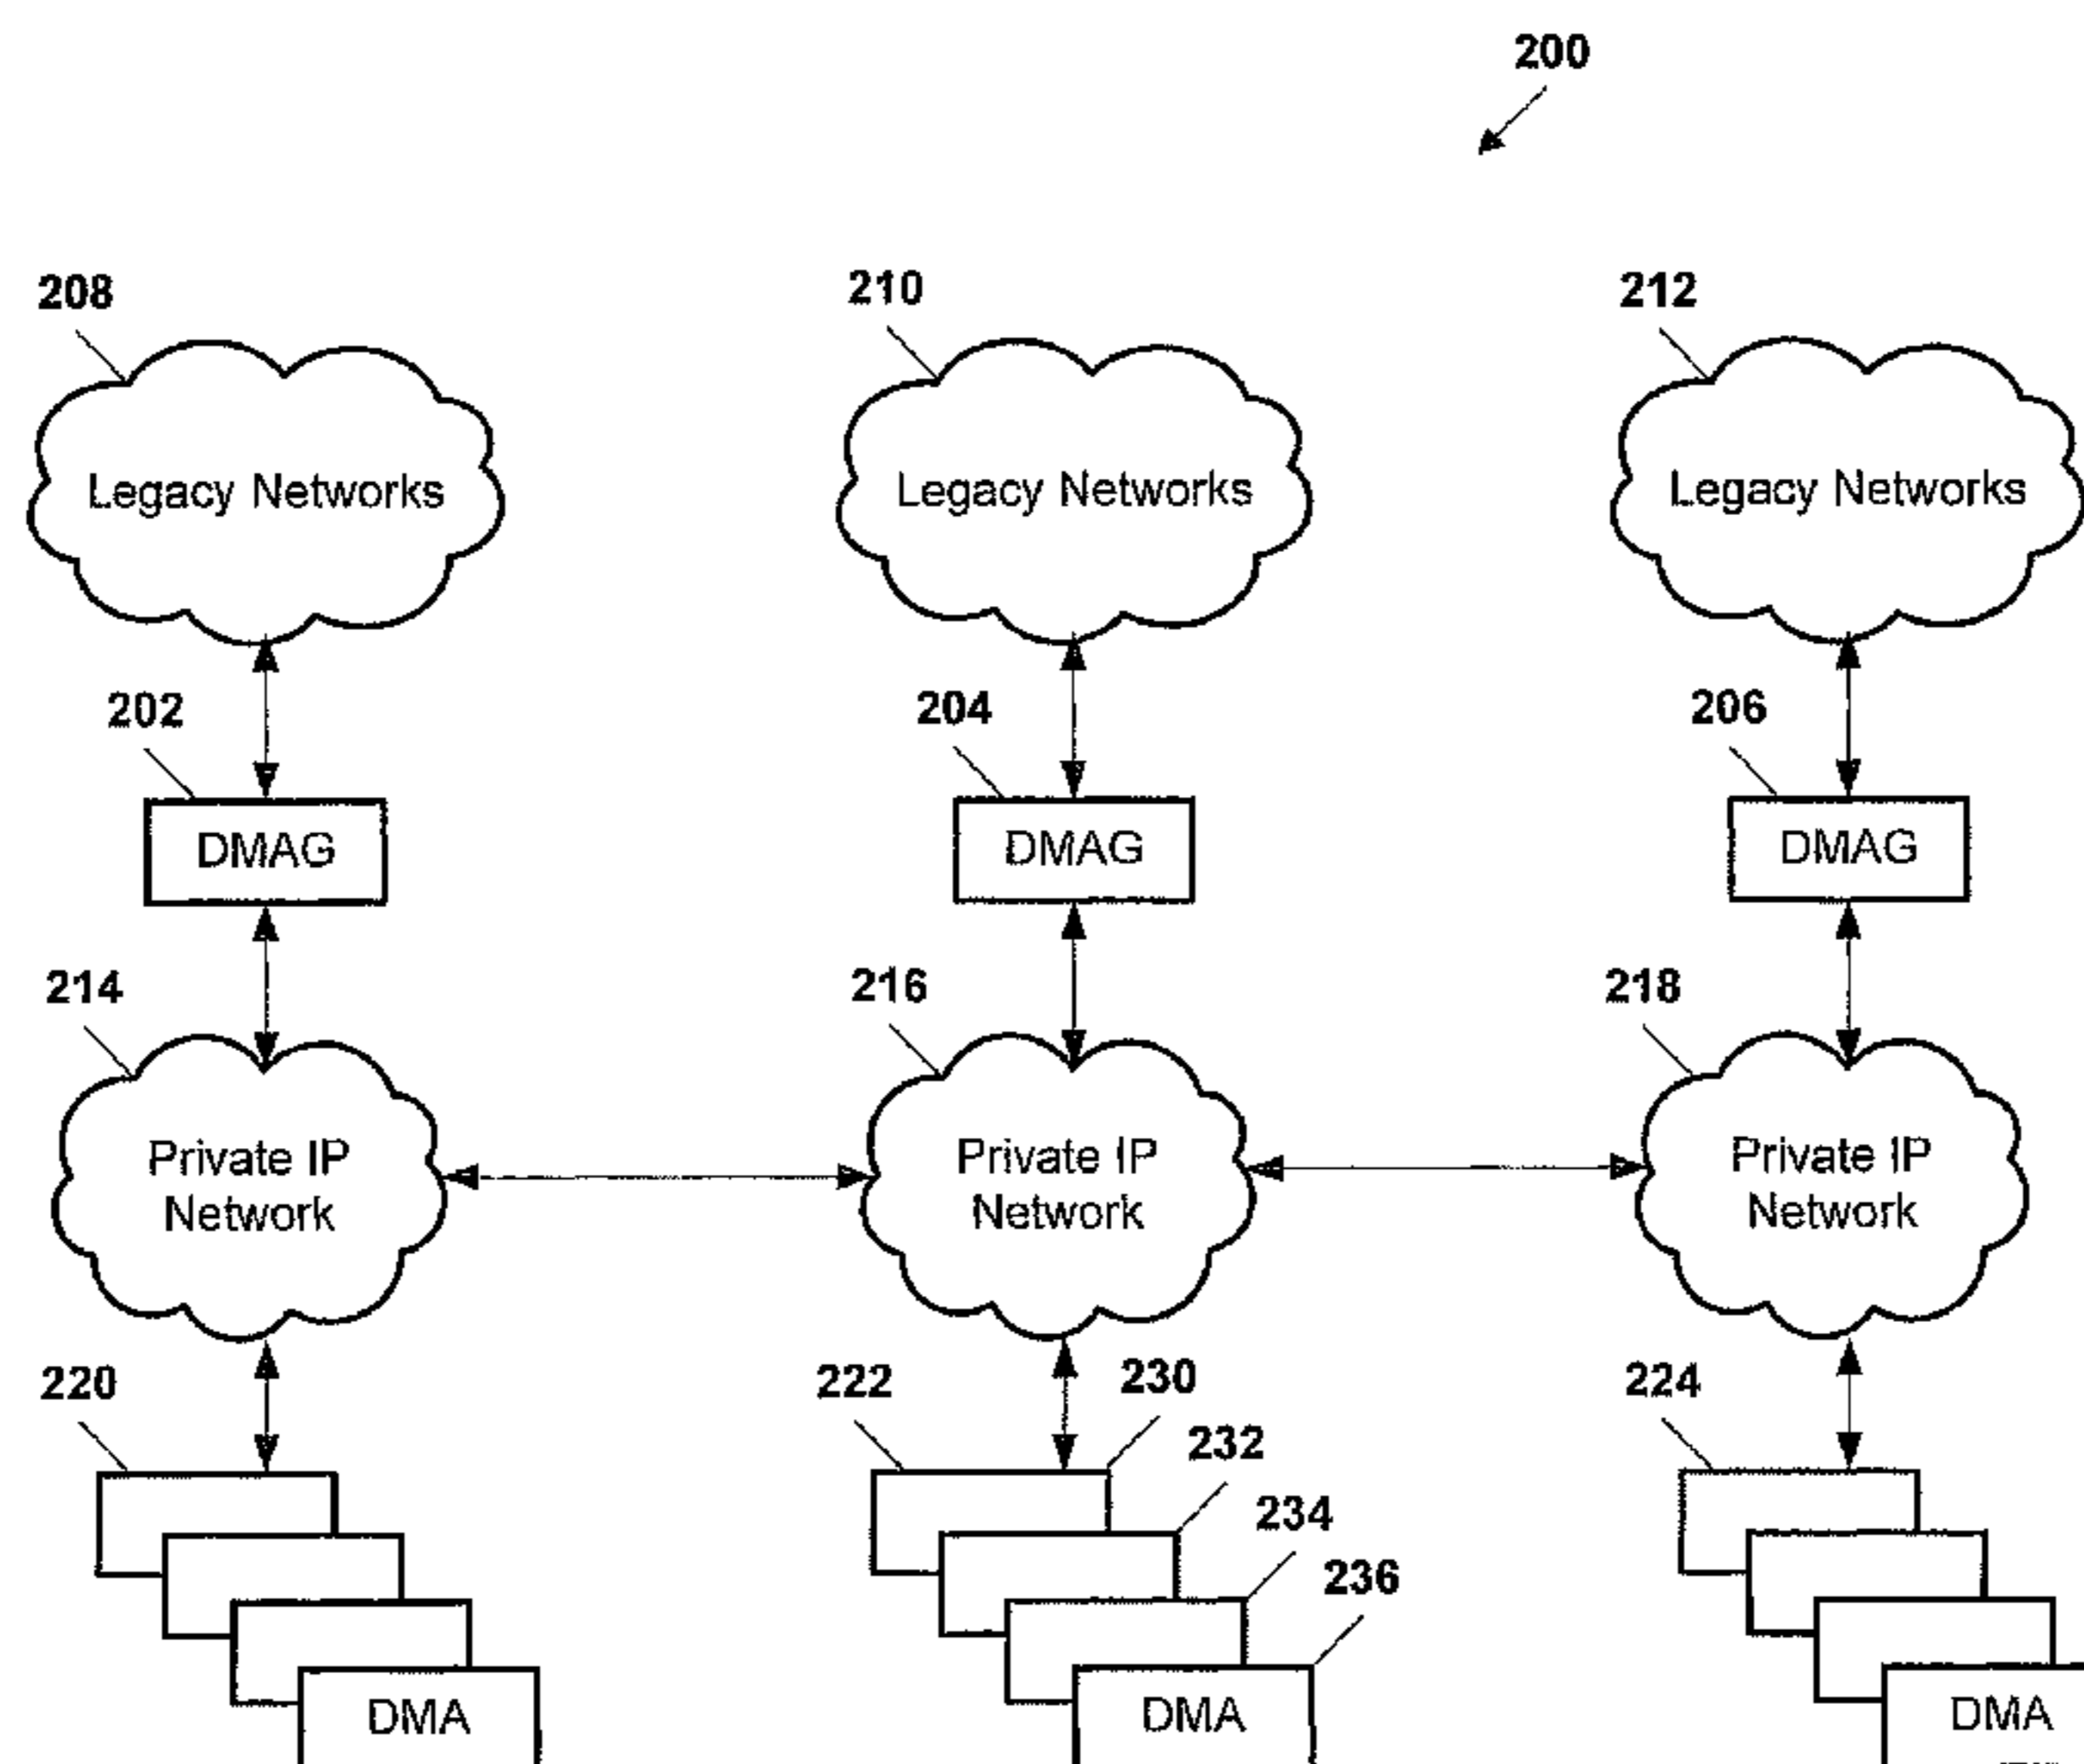 200
208
210
212
Legacy Networks
Legacy Networks
Legacy Networks
202
204
206
DMAG
DMAG
DMAG
214
216
218
Private IP
Network
Private IP
Network
Private IP
Network
220
222
230
224
232
234
236
DMA
DMA
DMA